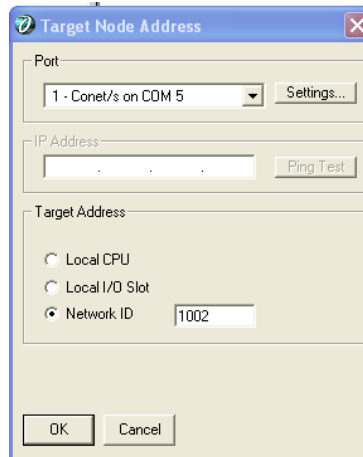 Target Node Address
Port
1 - Conet/s on COM 5
Settings...
IP Address
. . .
Ping Test
Target Address
Local CPU
Local I/O Slot
Network ID
1002
OK
Cancel